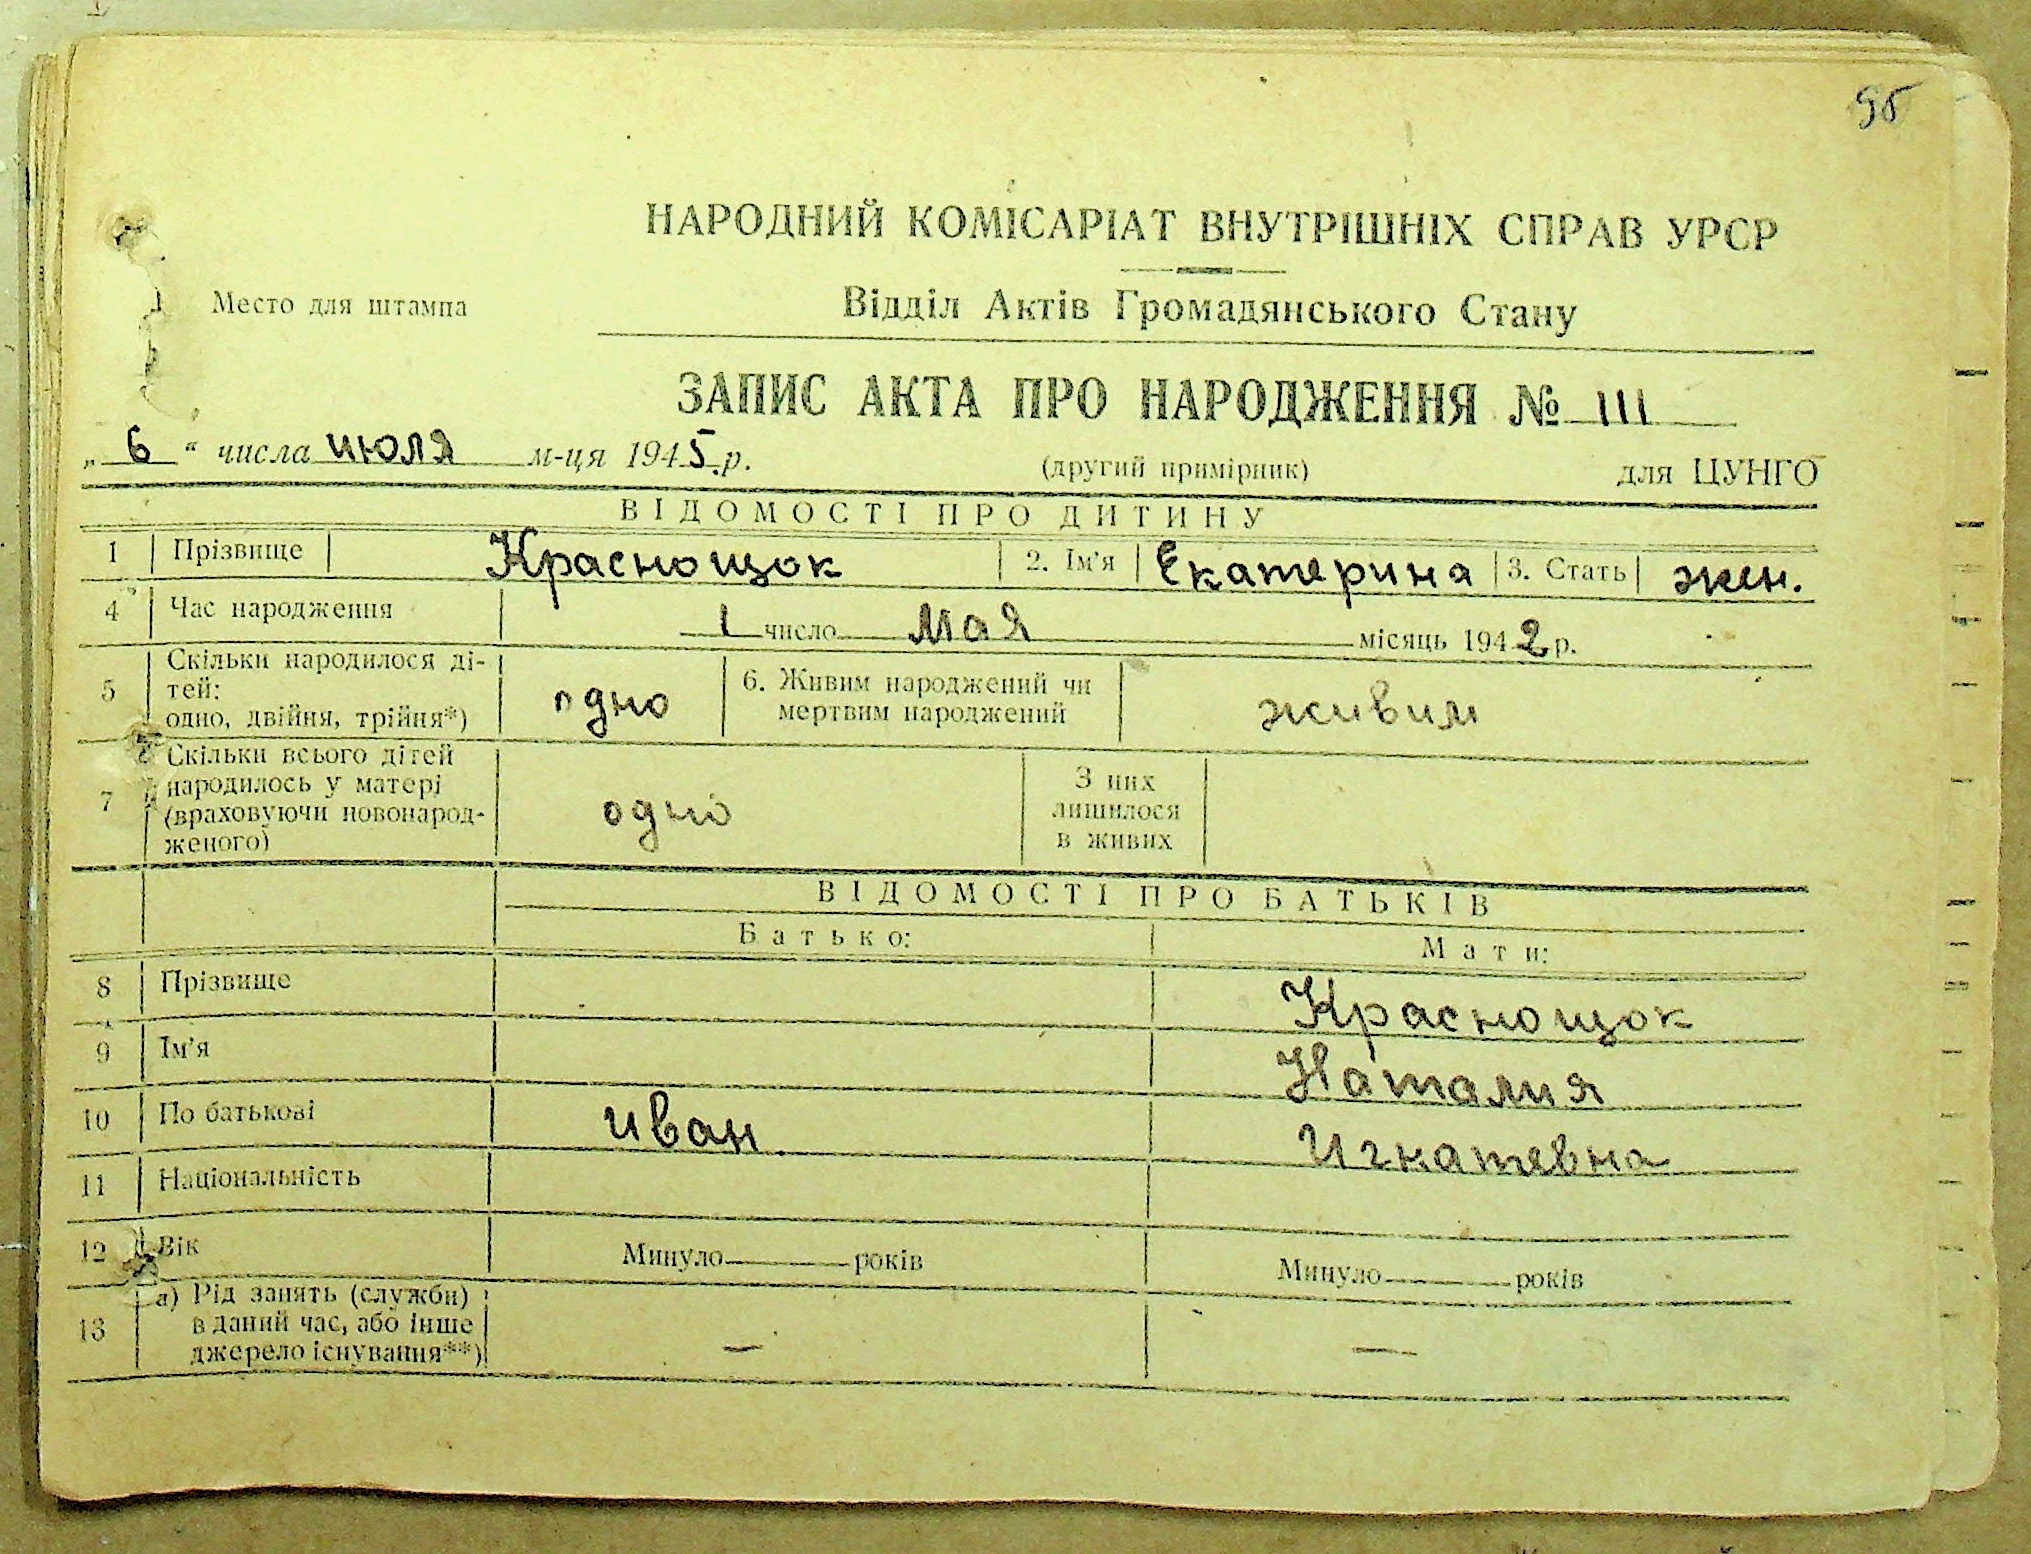 95
НАРОДНИЙ КОМІСАРІАТ ВНУТРІШНІХ СПРАВ УРСР
Место для штампа
Відділ Актів Громадянського Стану
ЗАПИС АКТА ПРО НАРОДЖЕННЯ № 111
„ 6 “ числа июля м-ця 1945 р.
(другий примірник) для ЦУНГО
ВІДОМОСТІ ПРО ДИТИНУ
1 Прізвище Краснощок 2. Ім'я Екатерина 3. Стать жен.
4 Час народження 1 число мая місяць 1942 р.
5 Скільки народилося ді-
тей:
одно, двійня, трійня*) одно
6. Живим народжений чи
мертвим народжений живим
7 Скільки всього дітей
народилось у матері
(враховуючи новонарод-
женого) одно
З них
лишилося
в живих
ВІДОМОСТІ ПРО БАТЬКІВ
Батько: Мати:
8 Прізвище Краснощок
9 Ім'я Наталия
10 По батькові Иван Игнатевна
11 Національність
12 Вік Минуло років Минуло років
13 а) Рід занять (служби)
в даний час, або інше
джерело існування**) — —